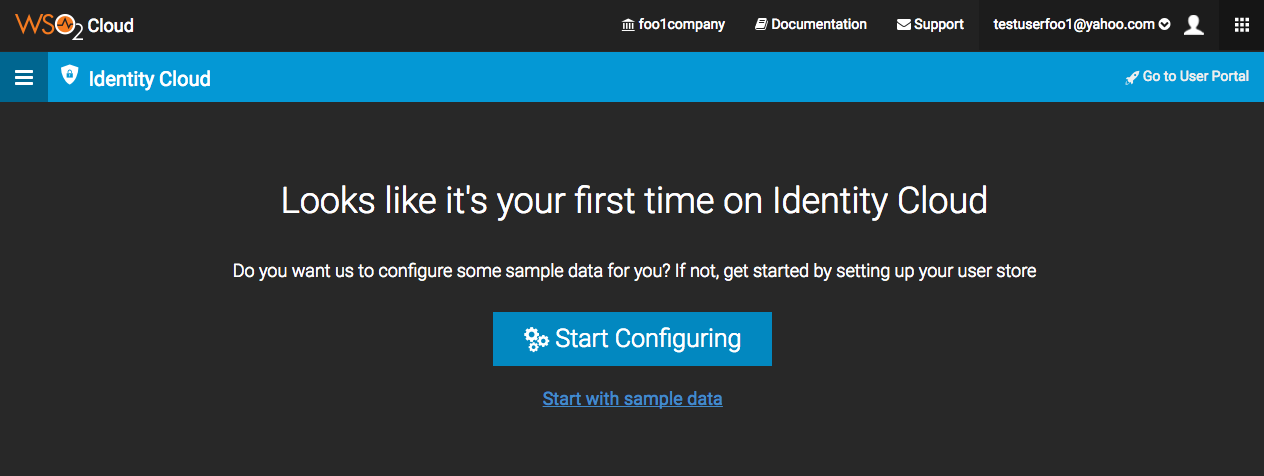 WSO2 Cloud
foo1company
Documentation
Support
testuserfoo1@yahoo.com
Identity Cloud
Go to User Portal
Looks like it's your first time on Identity Cloud
Do you want us to configure some sample data for you? If not, get started by setting up your user store
Start Configuring
Start with sample data